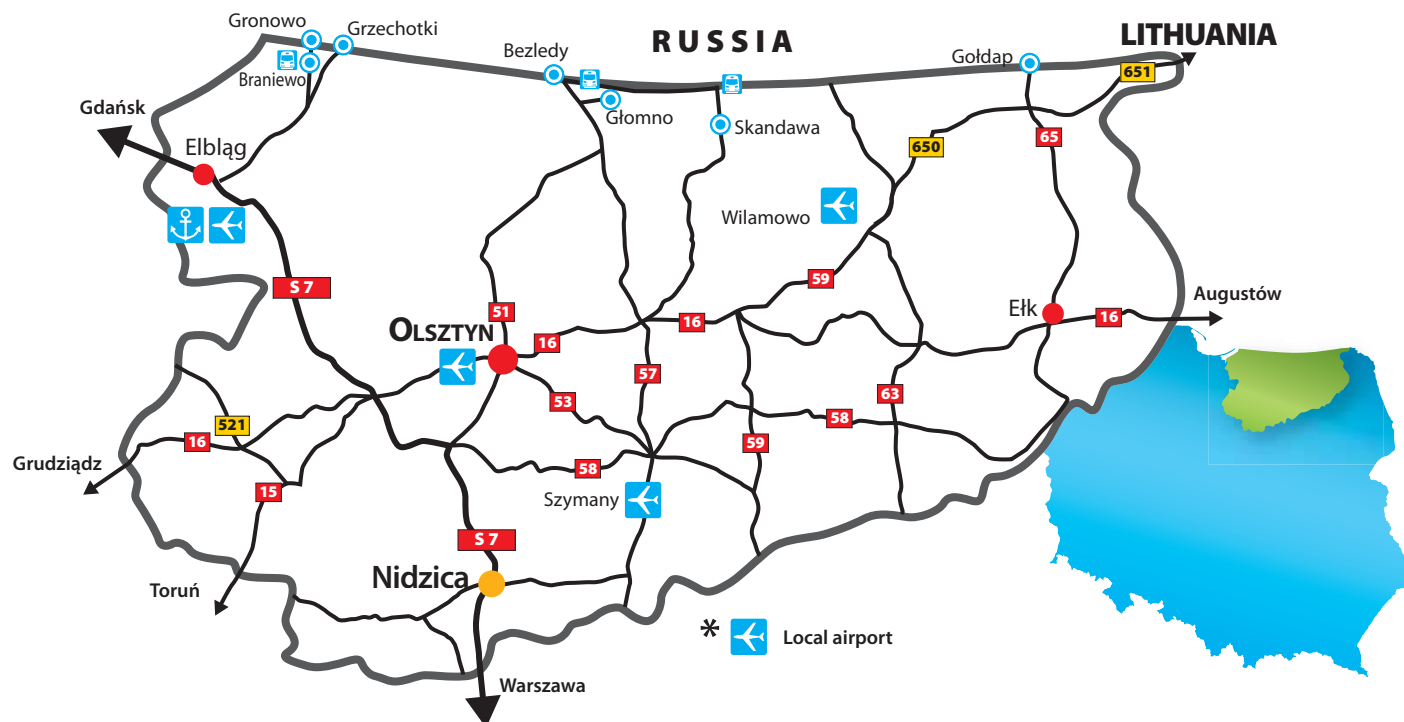 Gronowo
Grzechotki
Bezledy
RUSSIA
Gołdap
LITHUANIA
651
Braniewo
Gdańsk
Głomno
Skandawa
Elbląg
65
650
Wilamowo
S 7
59
Augustów
51
Ełk
16
OLSZTYN
16
16
57
53
63
521
58
16
59
Grudziądz
58
15
Szymany
S 7
Nidzica
Toruń
* Local airport
Warszawa